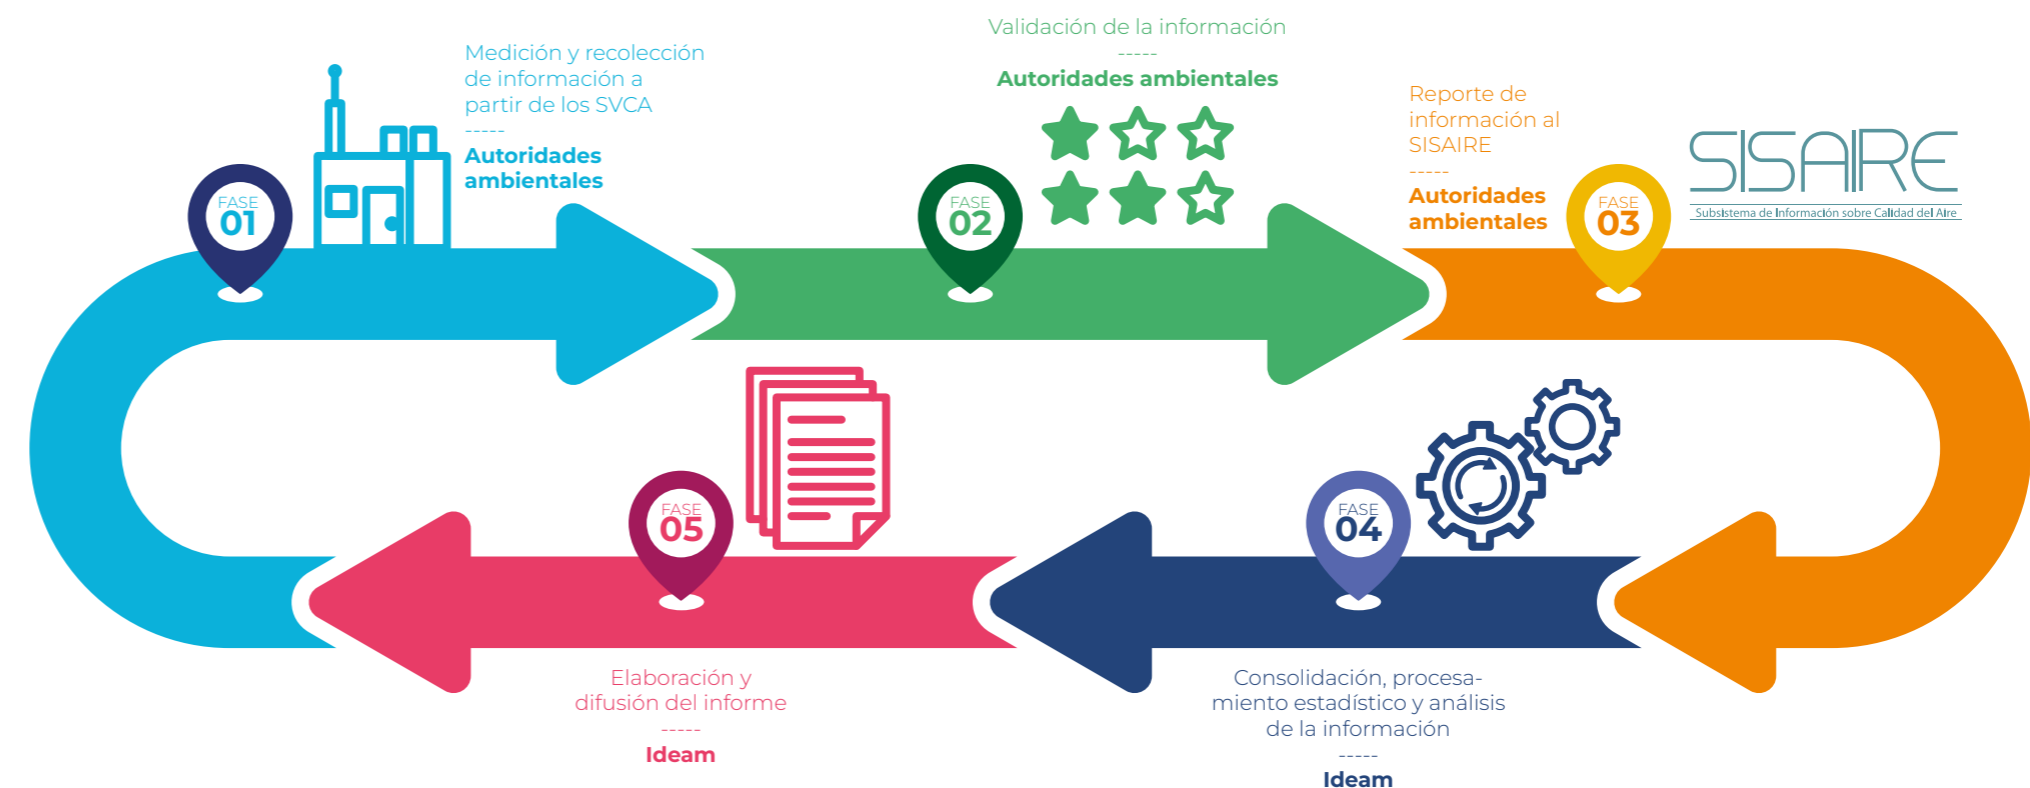 Medición y recolección
de información a
partir de los SVCA
-----
Autoridades
ambientales
FASE
01
Validación de la información
-----
Autoridades ambientales
FASE
02
Reporte de
información al
SISAIRE
-----
Autoridades
ambientales
FASE
03
SISAIRE
Subsistema de Información sobre Calidad del Aire
FASE
04
Consolidación, procesa-
miento estadístico y análisis
de la información
-----
Ideam
FASE
05
Elaboración y
difusión del informe
-----
Ideam